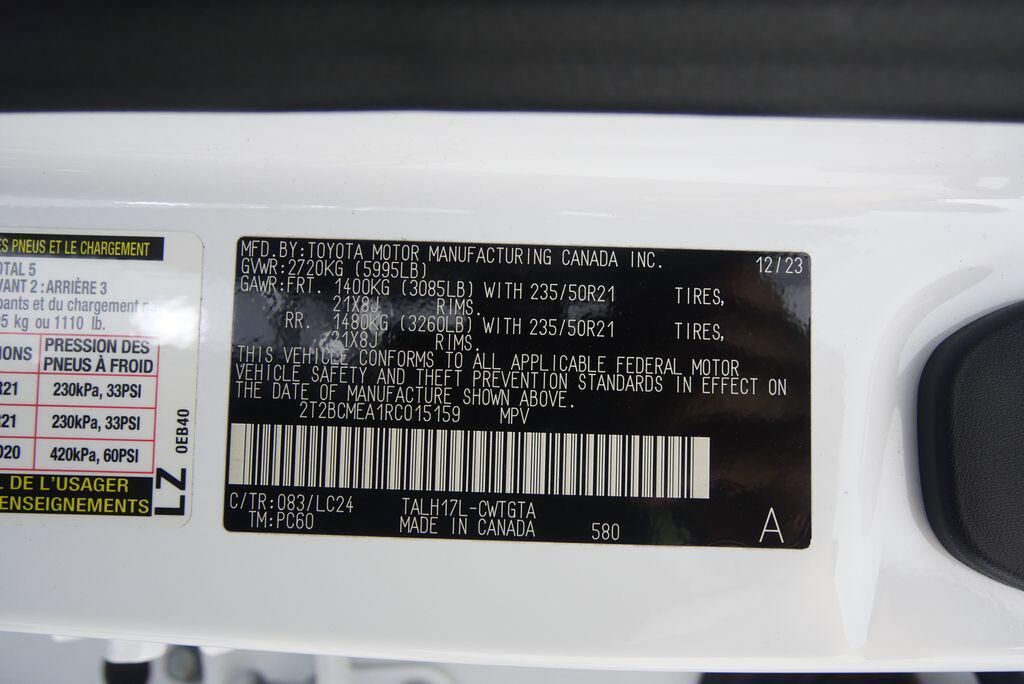 ES PNEUS ET LE CHARGEMENT
OTAL 5
VANT 2 : ARRIÈRE 3
pants et du chargement
5 kg ou 1110 lb.
IONS PRESSION DES
PNEUS À FROID
R21 230kPa, 33PSI
R21 230kPa, 33PSI
020 420kPa, 60PSI
L DE L'USAGER
ENSEIGNEMENTS
LZ 0EB40
MFD.BY:TOYOTA MOTOR MANUFACTURING CANADA INC. 12/23
GVWR:2720KG (5995LB)
GAWR:FRT. 1400KG (3085LB) WITH 235/50R21 TIRES,
21X8J RIMS.
RR. 1480KG (3260LB) WITH 235/50R21 TIRES,
21X8J RIMS.
THIS VEHICLE CONFORMS TO ALL APPLICABLE FEDERAL MOTOR
VEHICLE SAFETY AND THEFT PREVENTION STANDARDS IN EFFECT ON
THE DATE OF MANUFACTURE SHOWN ABOVE.
2T2BCMEA1RC015159 MPV
C/TR:083/LC24 TALH17L-CWTGTA
TM:PC60 MADE IN CANADA 580 A